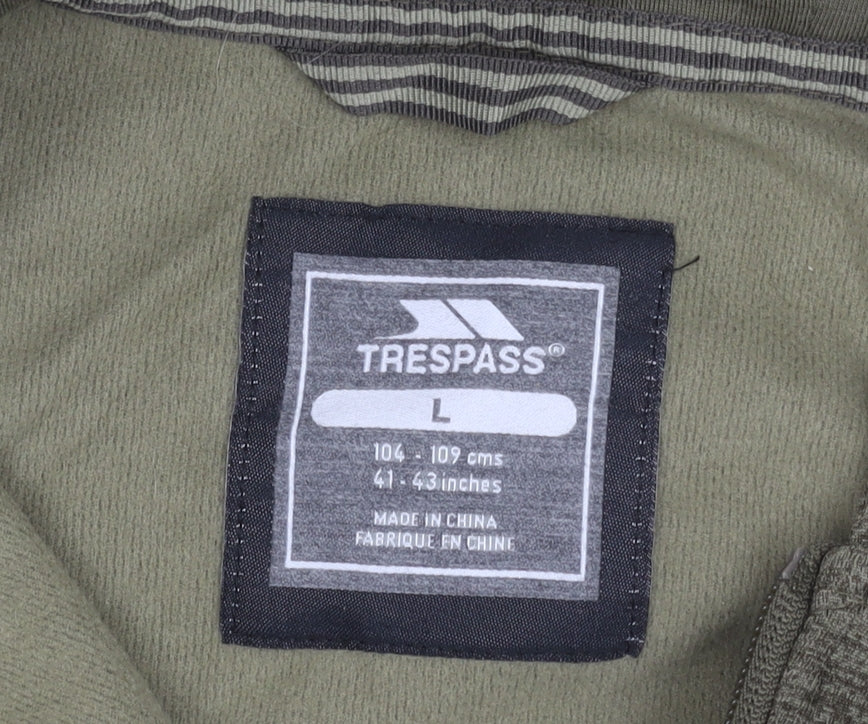 TRESPASS®
L
104 - 109 cms
41 - 43 inches
MADE IN CHINA
FABRIQUE EN CHINE